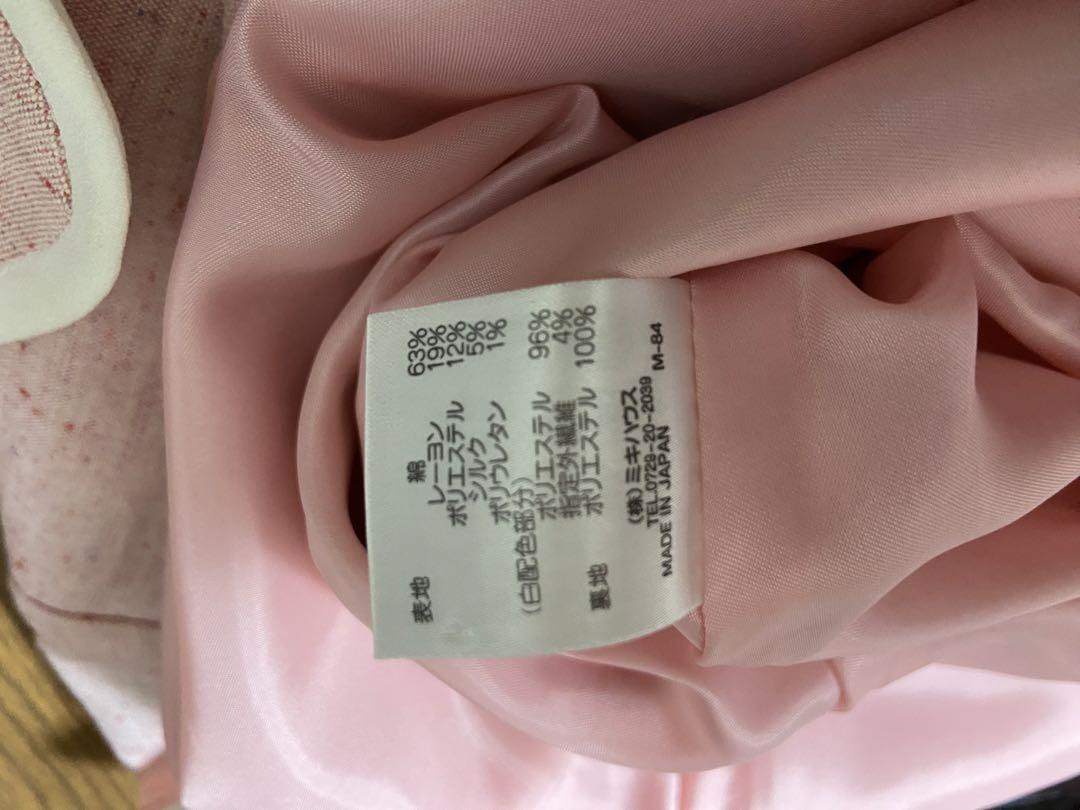 表地 綿 63%
レーヨン 19%
ポリエステル 12%
シルク 5%
ポリウレタン 1%
(白配色部分)
ポリエステル 96%
指定外繊維 4%
裏地 ポリエステル 100%
(株)ミキハウス
TEL.0729-20-2039
MADE IN JAPAN M-84